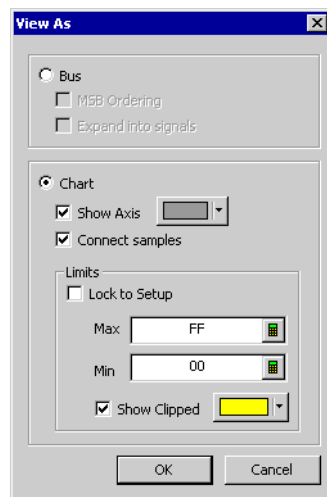 View As
Bus
MSB Ordering
Expand into signals
Chart
Show Axis
Connect samples
Limits
Lock to Setup
Max FF
Min 00
Show Clipped
OK Cancel